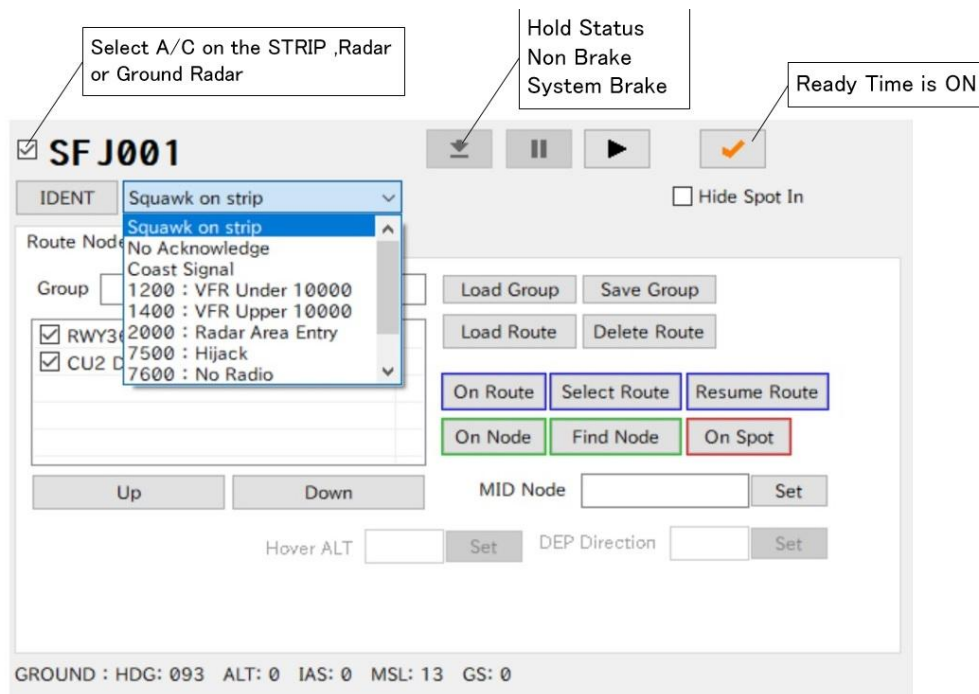 Select A/C on the STRIP ,Radar
or Ground Radar
Hold Status
Non Brake
System Brake
Ready Time is ON
SFJ001
IDENT
Squawk on strip
Hide Spot In
Squawk on strip
No Acknowledge
Coast Signal
1200：VFR Under 10000
1400：VFR Upper 10000
2000：Radar Area Entry
7500：Hijack
7600：No Radio
Route Node
Group
Load Group
Save Group
RWY36
Load Route
Delete Route
CU2 D
On Route
Select Route
Resume Route
On Node
Find Node
On Spot
Up
Down
MID Node
Set
Hover ALT
Set
DEP Direction
Set
GROUND：HDG: 093 ALT: 0 IAS: 0 MSL: 13 GS: 0